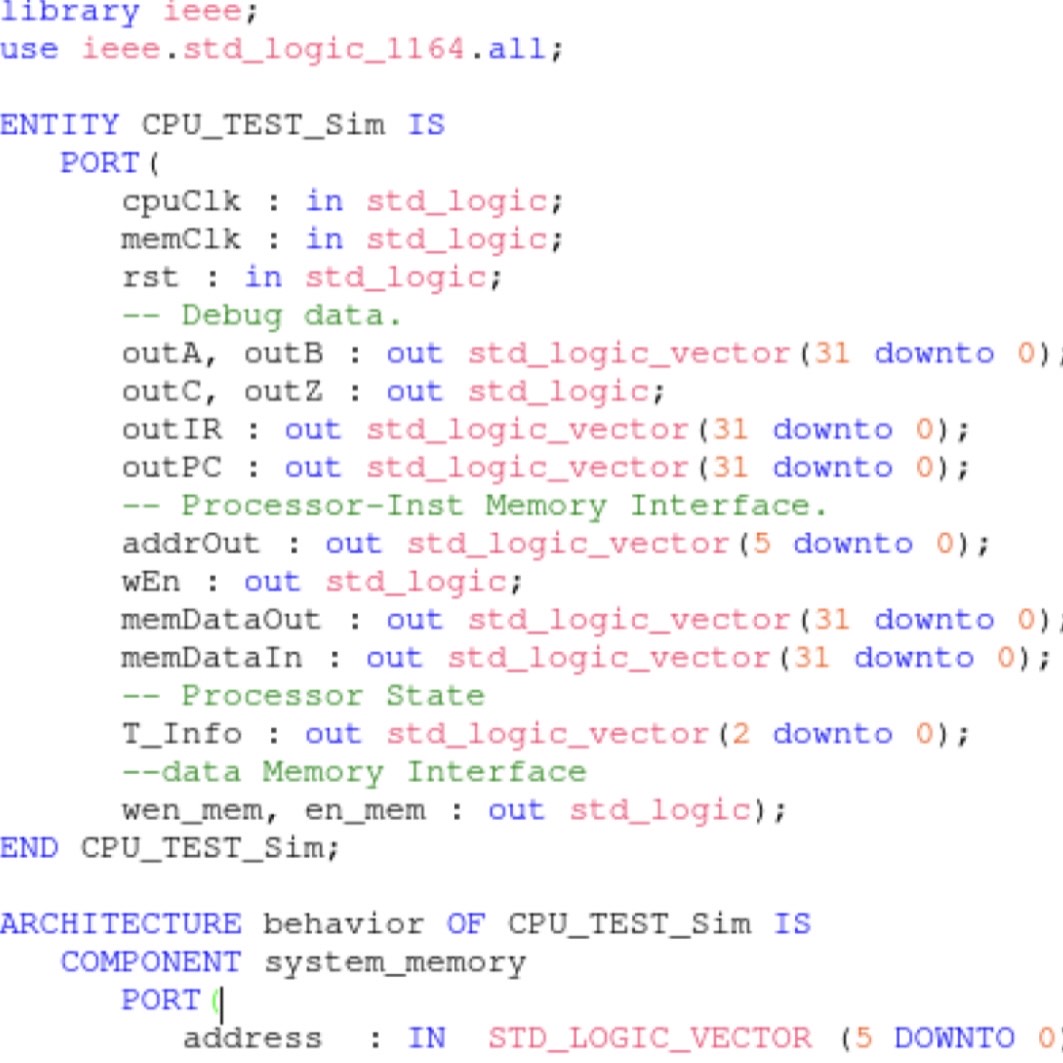 library ieee;
use ieee.std_logic_1164.all;
ENTITY CPU_TEST_Sim IS
PORT(
cpuClk : in std_logic;
memClk : in std_logic;
rst : in std_logic;
-- Debug data.
outA, outB : out std_logic_vector(31 downto 0);
outC, outZ : out std_logic;
outIR : out std_logic_vector(31 downto 0);
outPC : out std_logic_vector(31 downto 0);
-- Processor-Inst Memory Interface.
addrOut : out std_logic_vector(5 downto 0);
wEn : out std_logic;
memDataOut : out std_logic_vector(31 downto 0);
memDataIn : out std_logic_vector(31 downto 0);
-- Processor State
T_Info : out std_logic_vector(2 downto 0);
--data Memory Interface
wen_mem, en_mem : out std_logic);
END CPU_TEST_Sim;
ARCHITECTURE behavior OF CPU_TEST_Sim IS
COMPONENT system_memory
PORT(
address : IN STD_LOGIC_VECTOR (5 DOWNTO 0)